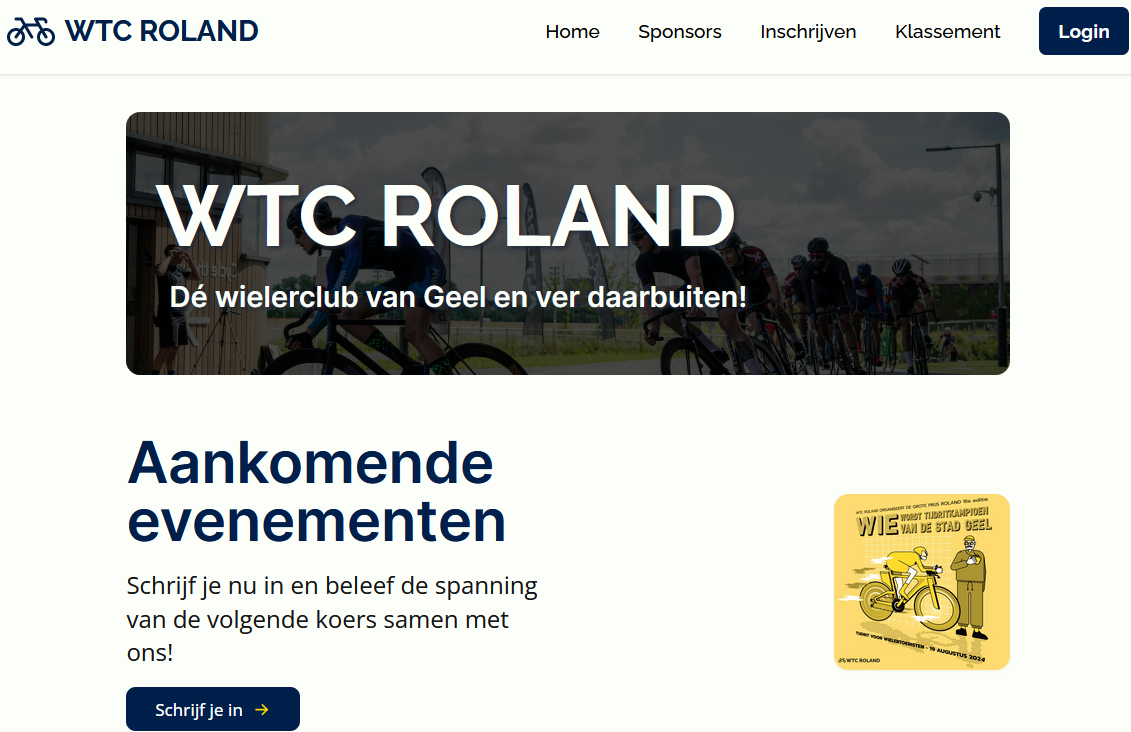 WTC ROLAND
Home
Sponsors
Inschrijven
Klassement
Login
WTC ROLAND
Dé wielerclub van Geel en ver daarbuiten!
Aankomende
evenementen
Schrijf je nu in en beleef de spanning
van de volgende koers samen met
ons!
Schrijf je in
WTC ROLAND ORGANISEERT DE GROTE PRIJS ROLAND 11e editie
WIE WORDT TIJDRITKAMPIOEN
VAN DE STAD GEEL
TIJDRIT VOOR WIELERTOERISTEN - 19 AUGUSTUS 2024
WTC ROLAND